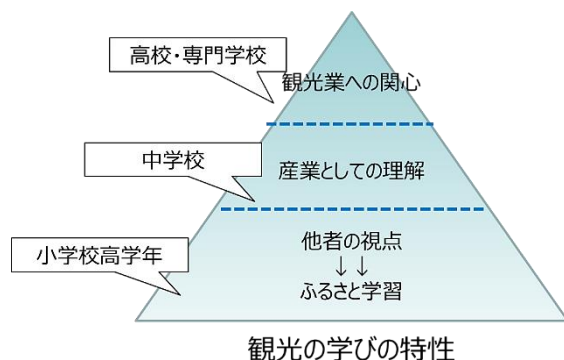 高校・専門学校
観光業への関心
中学校
産業としての理解
小学校高学年
他者の視点
↓↓
ふるさと学習
観光の学びの特性